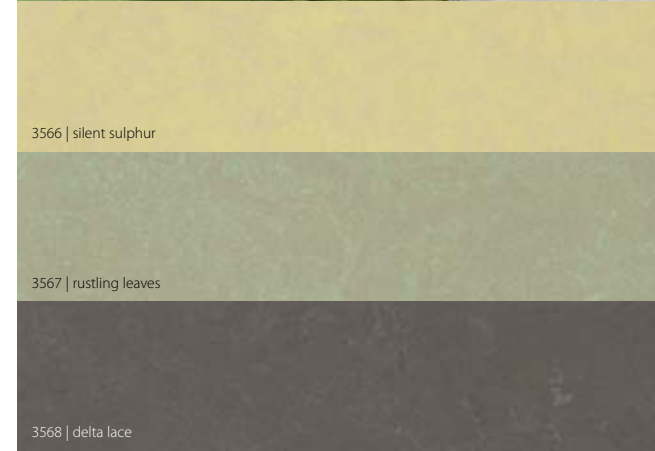 3566 | silent sulphur
3567 | rustling leaves
3568 | delta lace